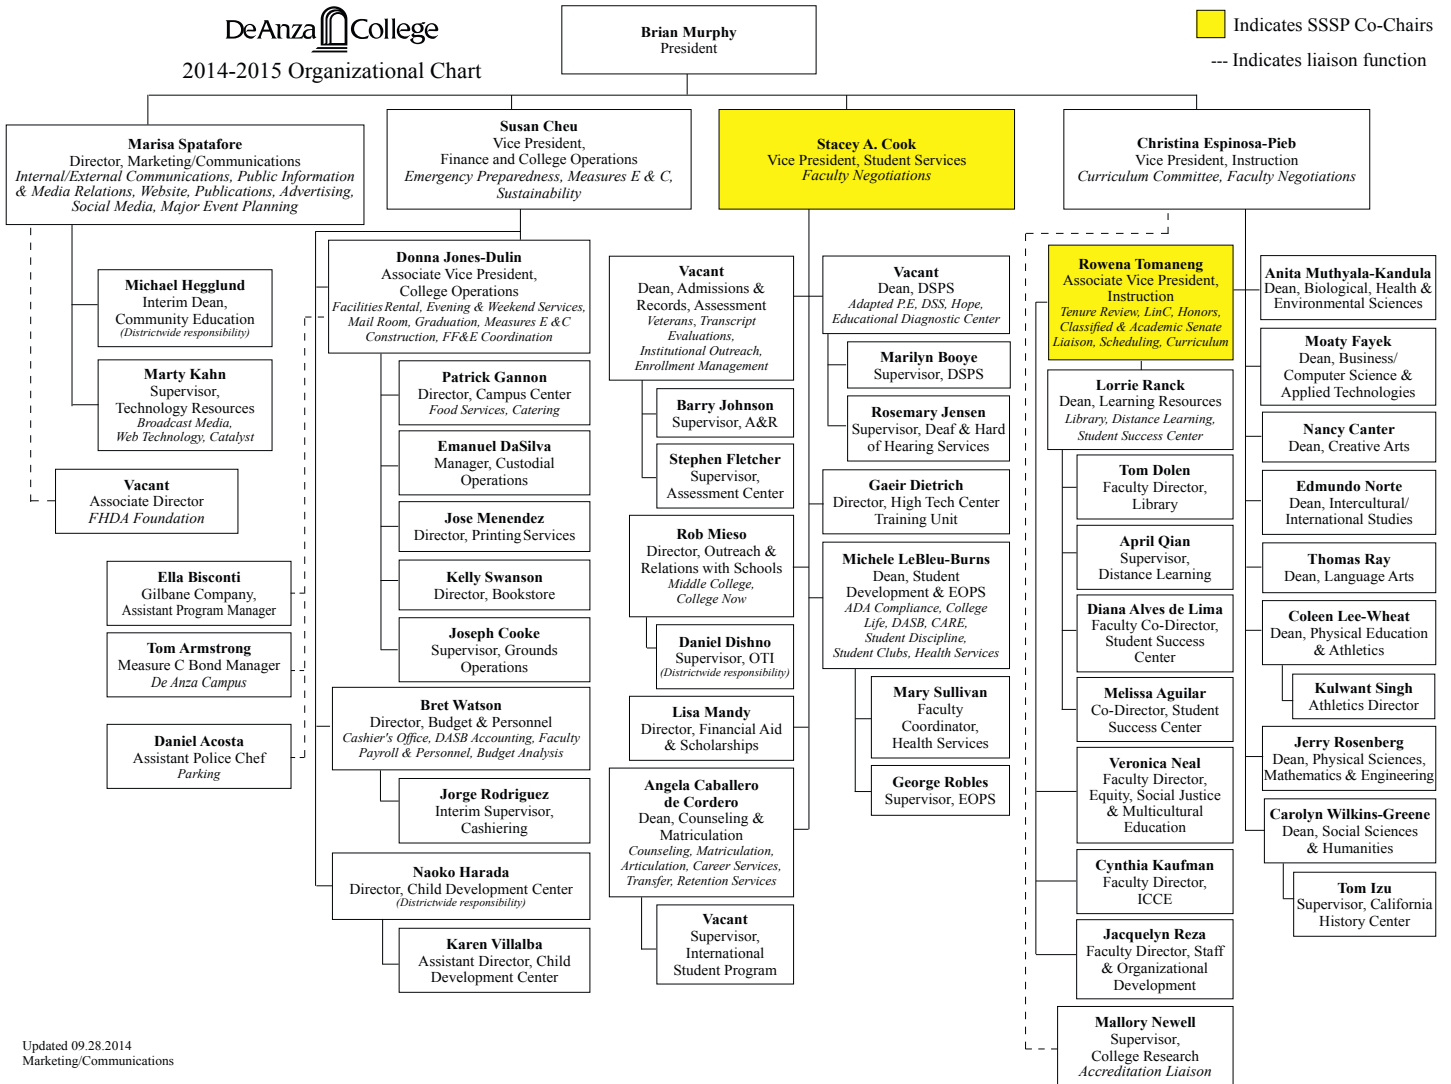 DeAnza College
2014-2015 Organizational Chart
Brian Murphy
President
Indicates SSSP Co-Chairs
--- Indicates liaison function
Marisa Spatafore
Director, Marketing/Communications
Internal/External Communications, Public Information
& Media Relations, Website, Publications, Advertising,
Social Media, Major Event Planning
Susan Cheu
Vice President,
Finance and College Operations
Emergency Preparedness, Measures E & C,
Sustainability
Stacey A. Cook
Vice President, Student Services
Faculty Negotiations
Christina Espinosa-Pieb
Vice President, Instruction
Curriculum Committee, Faculty Negotiations
Michael Hegglund
Interim Dean,
Community Education
(Districtwide responsibility)
Marty Kahn
Supervisor,
Technology Resources
Broadcast Media,
Web Technology, Catalyst
Vacant
Associate Director
FHDA Foundation
Ella Bisconti
Gilbane Company,
Assistant Program Manager
Tom Armstrong
Measure C Bond Manager
De Anza Campus
Daniel Acosta
Assistant Police Chef
Parking
Donna Jones-Dulin
Associate Vice President,
College Operations
Facilities Rental, Evening & Weekend Services,
Mail Room, Graduation, Measures E &C
Construction, FF&E Coordination
Patrick Gannon
Director, Campus Center
Food Services, Catering
Emanuel DaSilva
Manager, Custodial
Operations
Jose Menendez
Director, Printing Services
Kelly Swanson
Director, Bookstore
Joseph Cooke
Supervisor, Grounds
Operations
Bret Watson
Director, Budget & Personnel
Cashier's Office, DASB Accounting, Faculty
Payroll & Personnel, Budget Analysis
Jorge Rodriguez
Interim Supervisor,
Cashiering
Naoko Harada
Director, Child Development Center
(Districtwide responsibility)
Karen Villalba
Assistant Director, Child
Development Center
Vacant
Dean, Admissions &
Records, Assessment
Veterans, Transcript
Evaluations,
Institutional Outreach,
Enrollment Management
Barry Johnson
Supervisor, A&R
Stephen Fletcher
Supervisor,
Assessment Center
Rob Mieso
Director, Outreach &
Relations with Schools
Middle College,
College Now
Daniel Dishno
Supervisor, OTI
(Districtwide responsibility)
Lisa Mandy
Director, Financial Aid
& Scholarships
Angela Caballero
de Cordero
Dean, Counseling &
Matriculation
Counseling, Matriculation,
Articulation, Career Services,
Transfer, Retention Services
Vacant
Supervisor,
International
Student Program
Vacant
Dean, DSPS
Adapted P.E, DSS, Hope,
Educational Diagnostic Center
Marilyn Booye
Supervisor, DSPS
Rosemary Jensen
Supervisor, Deaf & Hard
of Hearing Services
Gaeir Dietrich
Director, High Tech Center
Training Unit
Michele LeBleu-Burns
Dean, Student
Development & EOPS
ADA Compliance, College
Life, DASB, CARE,
Student Discipline,
Student Clubs, Health Services
Mary Sullivan
Faculty
Coordinator,
Health Services
George Robles
Supervisor, EOPS
Rowena Tomaneng
Associate Vice President,
Instruction
Tenure Review, LinC, Honors,
Classified & Academic Senate
Liaison, Scheduling, Curriculum
Lorrie Ranck
Dean, Learning Resources
Library, Distance Learning,
Student Success Center
Tom Dolen
Faculty Director,
Library
April Qian
Supervisor,
Distance Learning
Diana Alves de Lima
Faculty Co-Director,
Student Success
Center
Melissa Aguilar
Co-Director, Student
Success Center
Veronica Neal
Faculty Director,
Equity, Social Justice
& Multicultural
Education
Cynthia Kaufman
Faculty Director,
ICCE
Jacquelyn Reza
Faculty Director, Staff
& Organizational
Development
Mallory Newell
Supervisor,
College Research
Accreditation Liaison
Anita Muthyala-Kandula
Dean, Biological, Health &
Environmental Sciences
Moaty Fayek
Dean, Business/
Computer Science &
Applied Technologies
Nancy Canter
Dean, Creative Arts
Edmundo Norte
Dean, Intercultural/
International Studies
Thomas Ray
Dean, Language Arts
Coleen Lee-Wheat
Dean, Physical Education
& Athletics
Kulwant Singh
Athletics Director
Jerry Rosenberg
Dean, Physical Sciences,
Mathematics & Engineering
Carolyn Wilkins-Greene
Dean, Social Sciences
& Humanities
Tom Izu
Supervisor, California
History Center
Updated 09.28.2014
Marketing/Communications